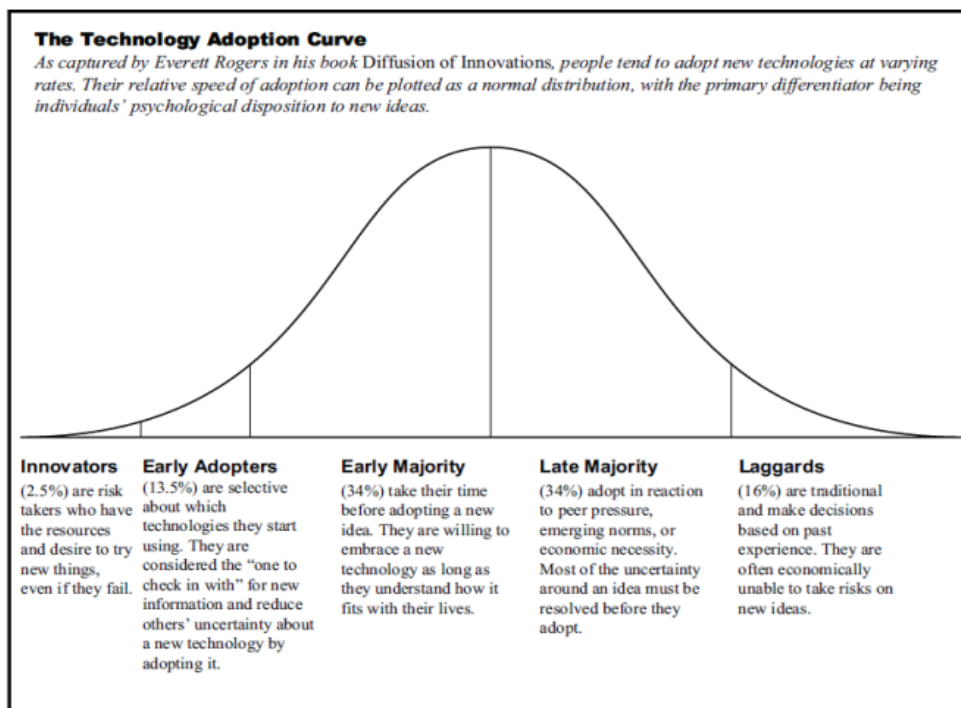 The Technology Adoption Curve
As captured by Everett Rogers in his book Diffusion of Innovations, people tend to adopt new technologies at varying
rates. Their relative speed of adoption can be plotted as a normal distribution, with the primary differentiator being
individuals' psychological disposition to new ideas.
Innovators
(2.5%) are risk
takers who have
the resources
and desire to try
new things,
even if they fail.
Early Adopters
(13.5%) are selective
about which
technologies they start
using. They are
considered the “one to
check in with” for new
information and reduce
others’ uncertainty about
a new technology by
adopting it.
Early Majority
(34%) take their time
before adopting a new
idea. They are willing to
embrace a new
technology as long as
they understand how it
fits with their lives.
Late Majority
(34%) adopt in reaction
to peer pressure,
emerging norms, or
economic necessity.
Most of the uncertainty
around an idea must be
resolved before they
adopt.
Laggards
(16%) are traditional
and make decisions
based on past
experience. They are
often economically
unable to take risks on
new ideas.